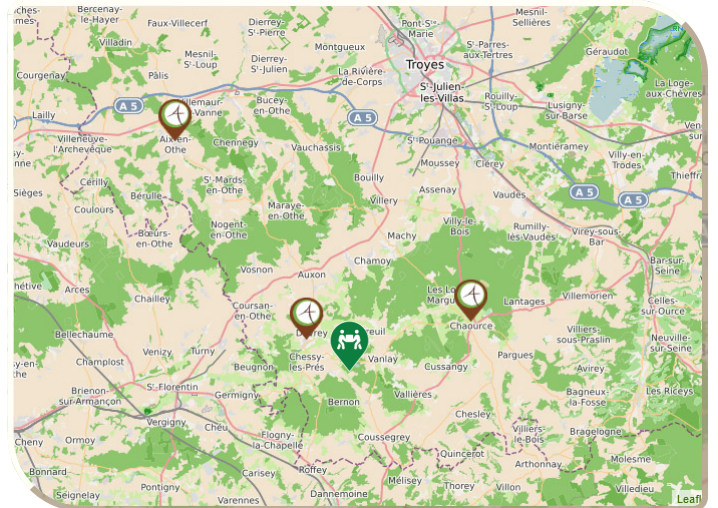 Bercenay-
le-Hayer
Faux-Villecerf
Dierrey-
St-Pierre
Pont-Ste-
Marie
Mesnil-
Sellières
Villadin
Mesnil-
St-Loup
Montgueux
St-Parres-
aux-Tertres
Géraudot
Courgenay
Pâlis
Dierrey-
St-Julien
La Rivière-
de-Corps
Troyes
St-Julien-
les-Villas
La-Loge-
aux-Chèvres
Lailly
A 5
Bucey-
en-Othe
A 5
Rouilly-
St-Loup
Lusigny-
sur-Barse
Villeneuve-
l'Archevêque
Aix-en-
Othe
Chennegy
Vauchassis
St-Pouange
Montiéramey
Moussey
Clérey
Villy-en-
Trodes
Cérilly
St-Mards-
en-Othe
Bouilly
Assenay
Vaudes
A 5
A 5
Bérulle
Coulours
Maraye-
en-Othe
Villery
Bœurs-
en-Othe
Nogent-
en-Othe
Machy
Villy-le-
Bois
Rumilly-
lès-Vaudes
Virey-sous-
Bar
Vaudeurs
Vosnon
Auxon
Chamoy
Bar-sur-
Seine
Arces
Chailley
Coursan-
en-Othe
Lantages
Villemorien
Celles-
sur-Ource
Bellechaume
Chaource
Villiers-
sous-Praslin
Neuville-
sur-Seine
Champlost
Venizy
Turny
Beugnon
Chessy-
les-Prés
Vanlay
Cussangy
Pargues
Avirey
Brienon-
sur-Armançon
St-Florentin
Germigny
Bernon
Vallières
Bagneux-
la-Fosse
Les Riceys
Vergigny
Chéu
Chesley
Villiers-
le-Bois
Bragelogne
Cheny
Ormoy
Flogny-
la-Chapelle
Coussegrey
Quincerot
Arthonnay
Molesme
Bonnard
Carisey
Roffey
Mélisey
Thorey
Villon
Villedieu
Seignelay
Pontigny
Varennes
Dannemoine
Leafl